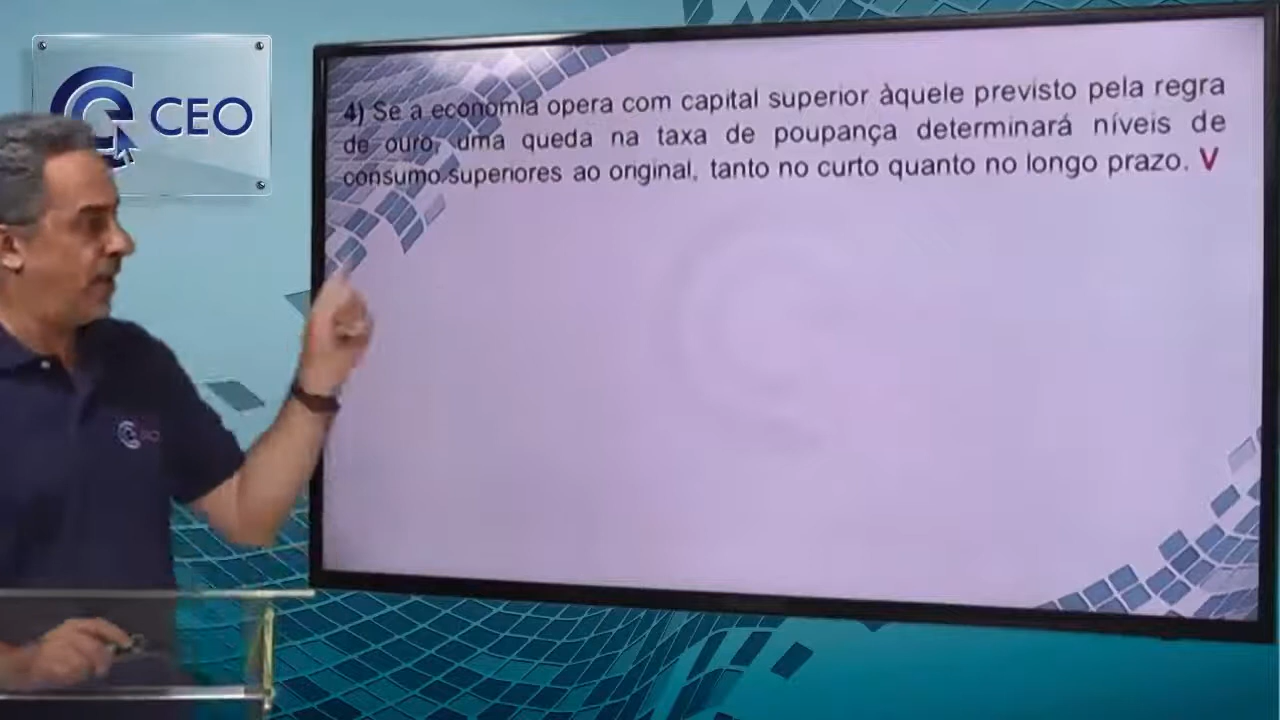 CEO
4) Se a economia opera com capital superior àquele previsto pela regra
de ouro, uma queda na taxa de poupança determinará níveis de
consumo superiores ao original, tanto no curto quanto no longo prazo. V